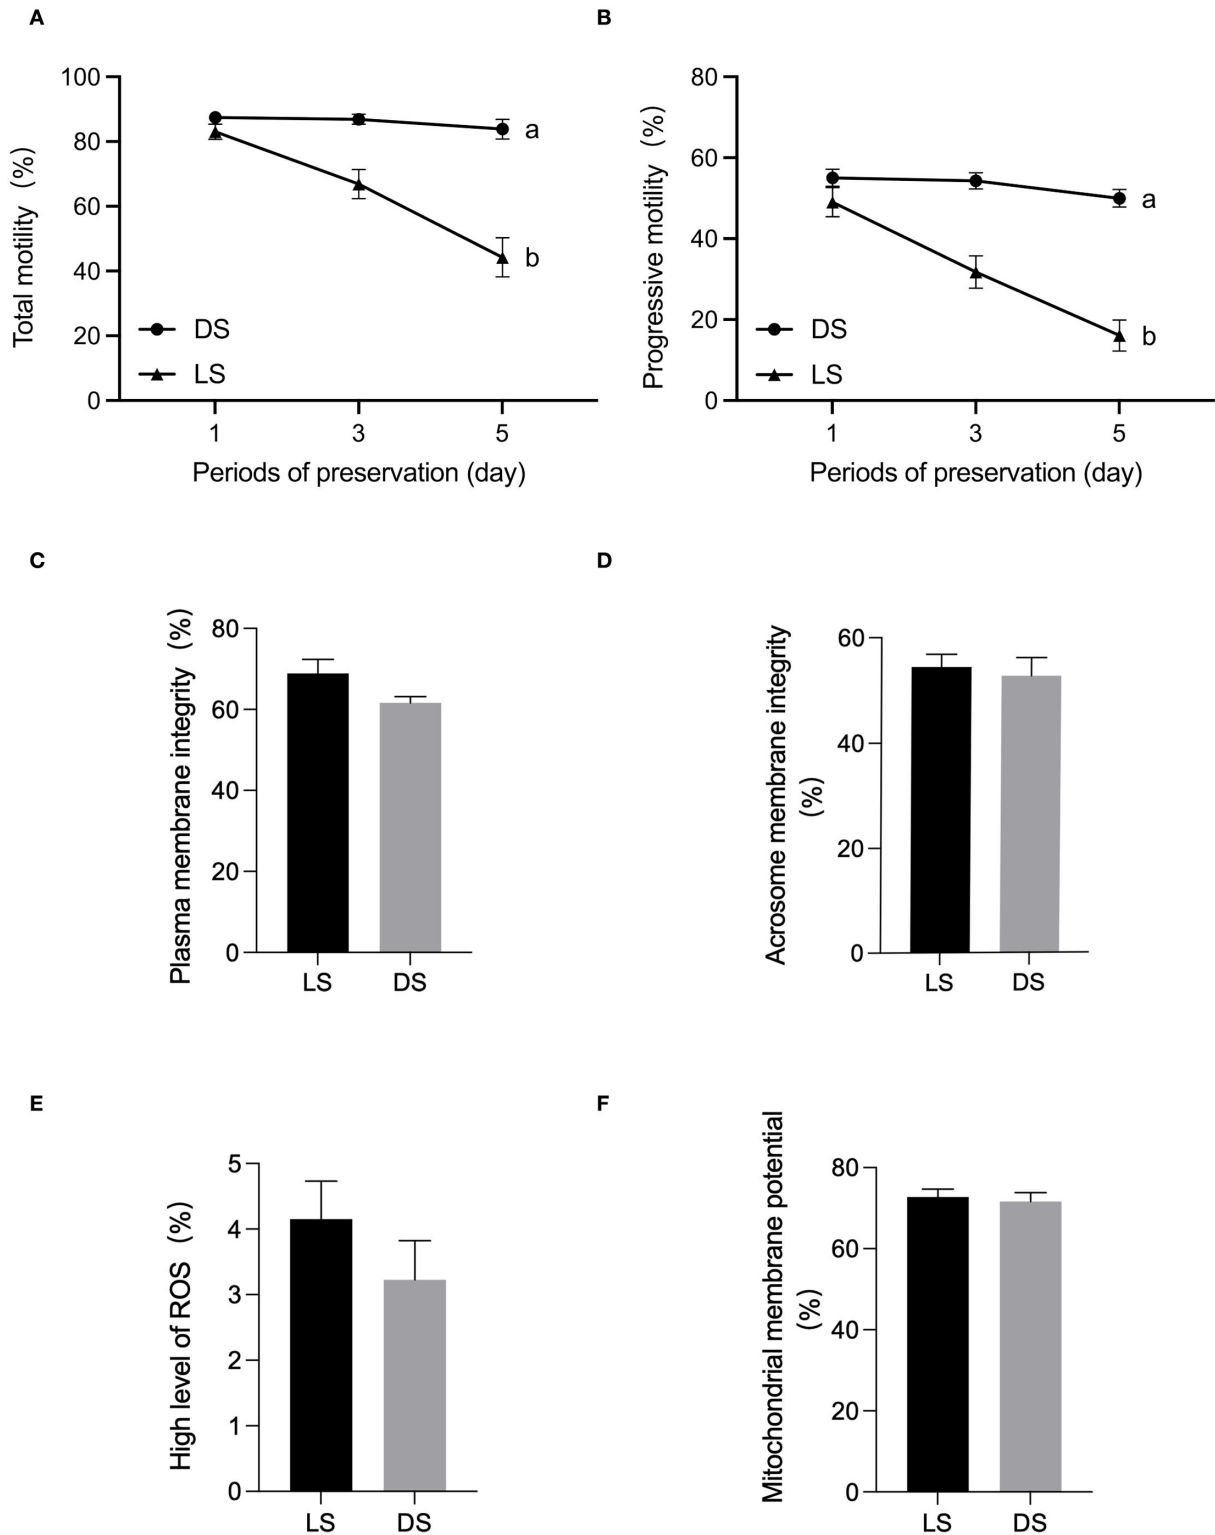 A
B
Total motility (%)
100
80
60
40
20
0
a
b
DS
LS
1 3 5
Periods of preservation (day)
Progressive motility (%)
80
60
40
20
0
a
b
DS
LS
1 3 5
Periods of preservation (day)
C
D
Plasma membrane integrity (%)
80
60
40
20
0
LS DS
Acrosome membrane integrity
(%)
60
40
20
0
LS DS
E
F
High level of ROS (%)
5
4
3
2
1
0
LS DS
Mitochondrial membrane potential
(%)
80
60
40
20
0
LS DS